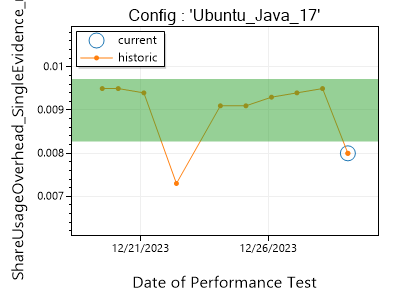 Config : 'Ubuntu_Java_17'
current
historic
0.01
0.009
0.008
0.007
ShareUsageOverhead_SingleEvidence_
12/21/2023
12/26/2023
Date of Performance Test